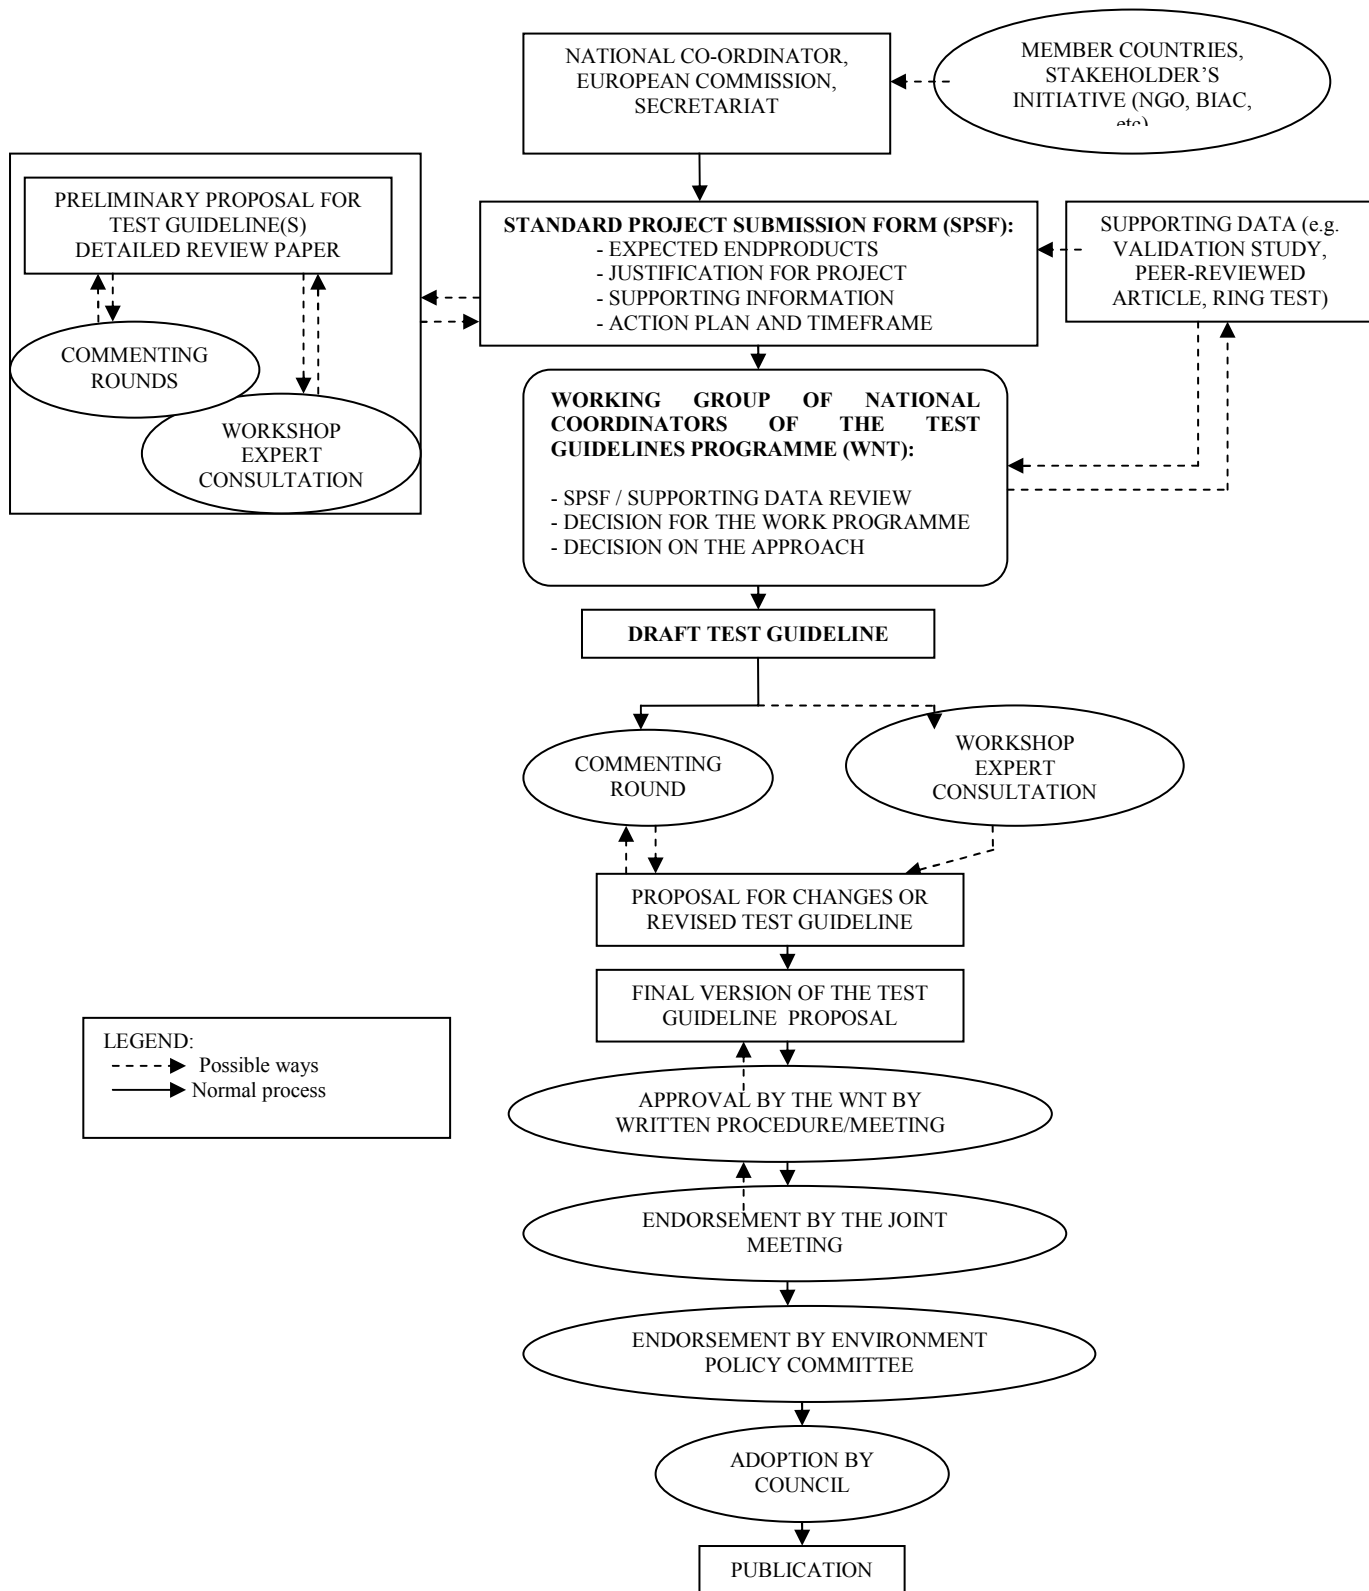 NATIONAL CO-ORDINATOR,
EUROPEAN COMMISSION,
SECRETARIAT
MEMBER COUNTRIES,
STAKEHOLDER'S
INITIATIVE (NGO, BIAC,
etc)
PRELIMINARY PROPOSAL FOR
TEST GUIDELINE(S)
DETAILED REVIEW PAPER
COMMENTING
ROUNDS
WORKSHOP
EXPERT
CONSULTATION
STANDARD PROJECT SUBMISSION FORM (SPSF):
- EXPECTED ENDPRODUCTS
- JUSTIFICATION FOR PROJECT
- SUPPORTING INFORMATION
- ACTION PLAN AND TIMEFRAME
SUPPORTING DATA (e.g.
VALIDATION STUDY,
PEER-REVIEWED
ARTICLE, RING TEST)
WORKING GROUP OF NATIONAL
COORDINATORS OF THE TEST
GUIDELINES PROGRAMME (WNT):
- SPSF / SUPPORTING DATA REVIEW
- DECISION FOR THE WORK PROGRAMME
- DECISION ON THE APPROACH
DRAFT TEST GUIDELINE
COMMENTING
ROUND
WORKSHOP
EXPERT
CONSULTATION
PROPOSAL FOR CHANGES OR
REVISED TEST GUIDELINE
FINAL VERSION OF THE TEST
GUIDELINE PROPOSAL
LEGEND:
Possible ways
Normal process
APPROVAL BY THE WNT BY
WRITTEN PROCEDURE/MEETING
ENDORSEMENT BY THE JOINT
MEETING
ENDORSEMENT BY ENVIRONMENT
POLICY COMMITTEE
ADOPTION BY
COUNCIL
PUBLICATION